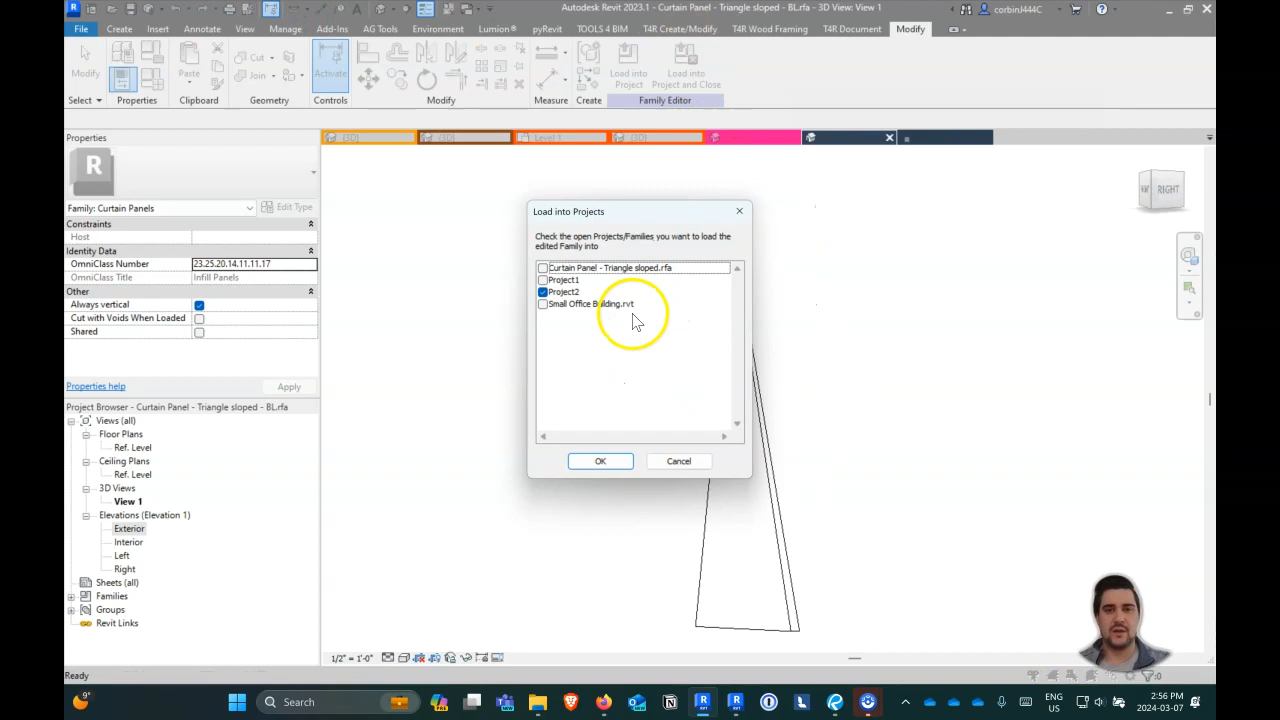 Autodesk Revit 2023.1 - Curtain Panel - Triangle sloped - BL.rfa - 3D View: View 1
corbinJ444C
File Create Insert Annotate View Manage Add-Ins AG Tools Environment Lumion® pyRevit TOOLS 4 BIM T4R Create/Modify T4R Wood Framing T4R Document Modify
Modify Paste Cut Join Activate Load into Project Load into Project and Close
Select Properties Clipboard Geometry Controls Modify Measure Create Family Editor
Properties
{3D} {3D} Level 1 {3D}
R
RIGHT
Family: Curtain Panels Edit Type
Constraints
Host
Identity Data
OmniClass Number 23.25.20.14.11.11.17
OmniClass Title Infill Panels
Other
Always vertical
Cut with Voids When Loaded
Shared
Properties help Apply
Load into Projects
Check the open Projects/Families you want to load the
edited Family into
Curtain Panel - Triangle sloped.rfa
Project1
Project2
Small Office Building.rvt
OK Cancel
Project Browser - Curtain Panel - Triangle sloped - BL.rfa
Views (all)
Floor Plans
Ref. Level
Ceiling Plans
Ref. Level
3D Views
View 1
Elevations (Elevation 1)
Exterior
Interior
Left
Right
Sheets (all)
Families
Groups
Revit Links
1/2" = 1'-0"
Ready
:0
9° Search ENG US 2:56 PM 2024-03-07